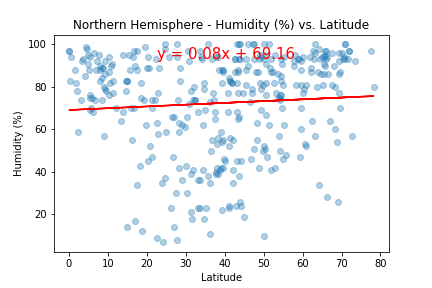 Northern Hemisphere - Humidity (%) vs. Latitude
y = 0.08x + 69.16
100
80
60
40
20
Humidity (%)
0 10 20 30 40 50 60 70 80
Latitude